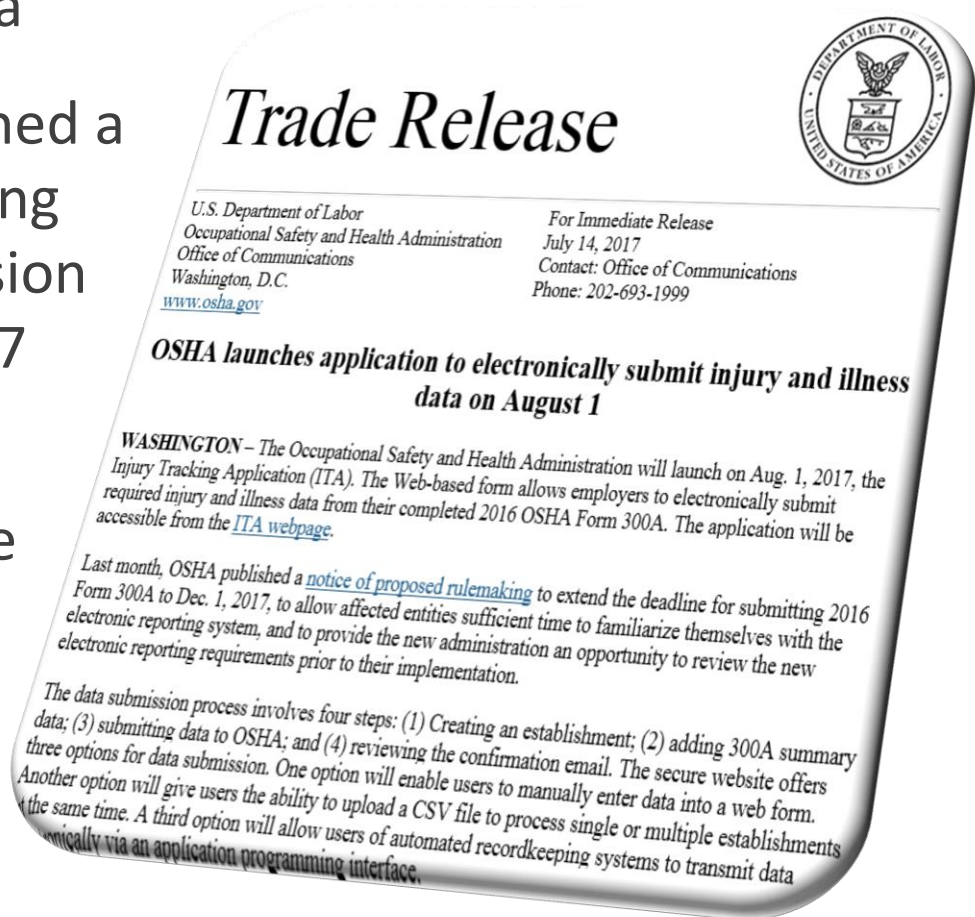 a
ned a
ng
sion
7
e
Trade Release
DEPARTMENT OF LABOR
UNITED STATES OF AMERICA
U.S. Department of Labor
Occupational Safety and Health Administration
Office of Communications
Washington, D.C.
www.osha.gov
For Immediate Release
July 14, 2017
Contact: Office of Communications
Phone: 202-693-1999
OSHA launches application to electronically submit injury and illness
data on August 1
WASHINGTON – The Occupational Safety and Health Administration will launch on Aug. 1, 2017, the
Injury Tracking Application (ITA). The Web-based form allows employers to electronically submit
required injury and illness data from their completed 2016 OSHA Form 300A. The application will be
accessible from the ITA webpage.
Last month, OSHA published a notice of proposed rulemaking to extend the deadline for submitting 2016
Form 300A to Dec. 1, 2017, to allow affected entities sufficient time to familiarize themselves with the
electronic reporting system, and to provide the new administration an opportunity to review the new
electronic reporting requirements prior to their implementation.
The data submission process involves four steps: (1) Creating an establishment; (2) adding 300A summary
data; (3) submitting data to OSHA; and (4) reviewing the confirmation email. The secure website offers
three options for data submission. One option will enable users to manually enter data into a web form.
Another option will give users the ability to upload a CSV file to process single or multiple establishments
the same time. A third option will allow users of automated recordkeeping systems to transmit data
via an application programming interface.